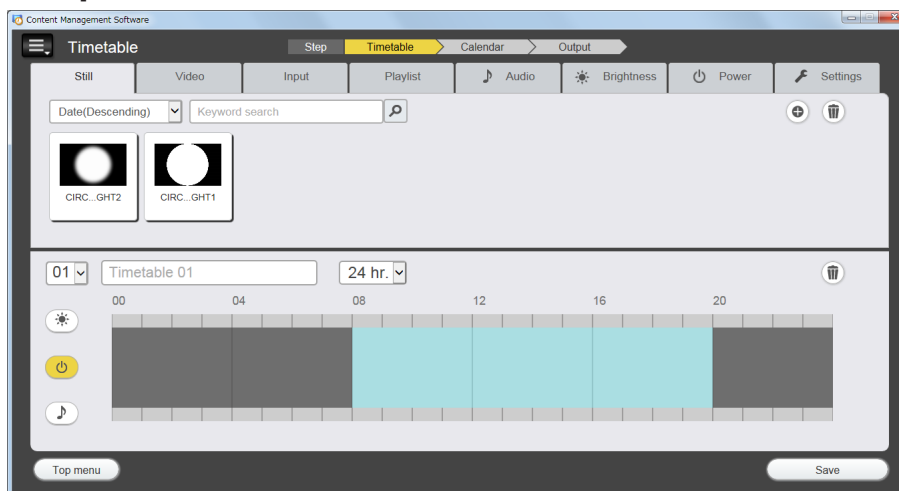 Content Management Software
Timetable
Step Timetable Calendar Output
Still Video Input Playlist Audio Brightness Power Settings
Date(Descending) Keyword search
CIRC...GHT2 CIRC...GHT1
01 Timetable 01 24 hr.
00 04 08 12 16 20
Top menu Save